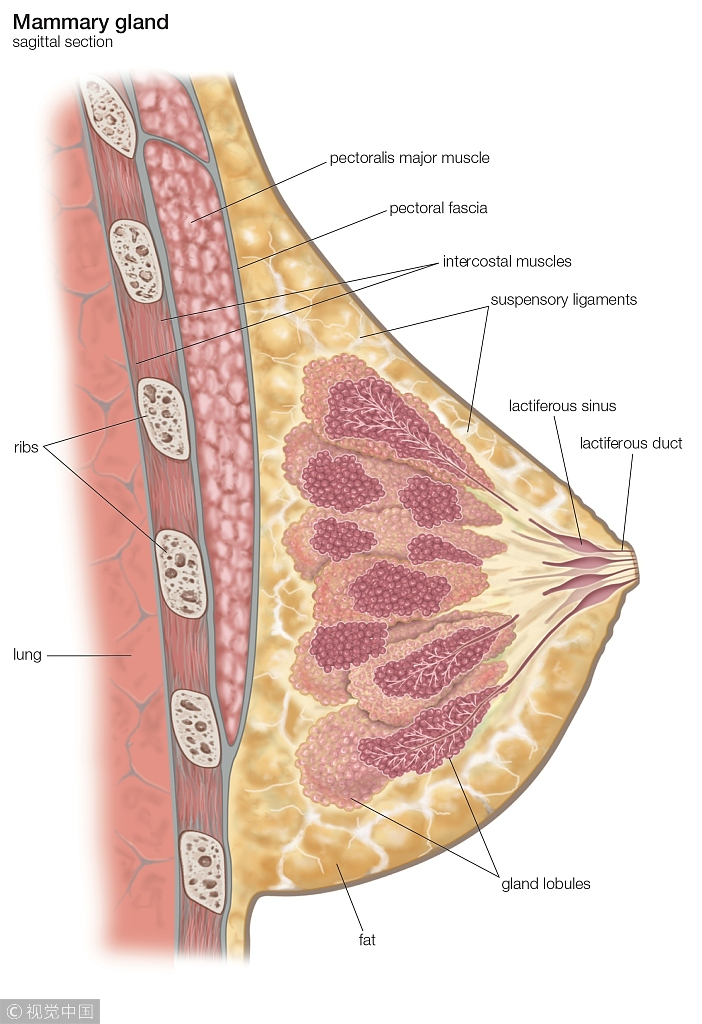 Mammary gland
sagittal section
pectoralis major muscle
pectoral fascia
intercostal muscles
suspensory ligaments
lactiferous sinus
lactiferous duct
ribs
lung
gland lobules
fat
© 视觉中国